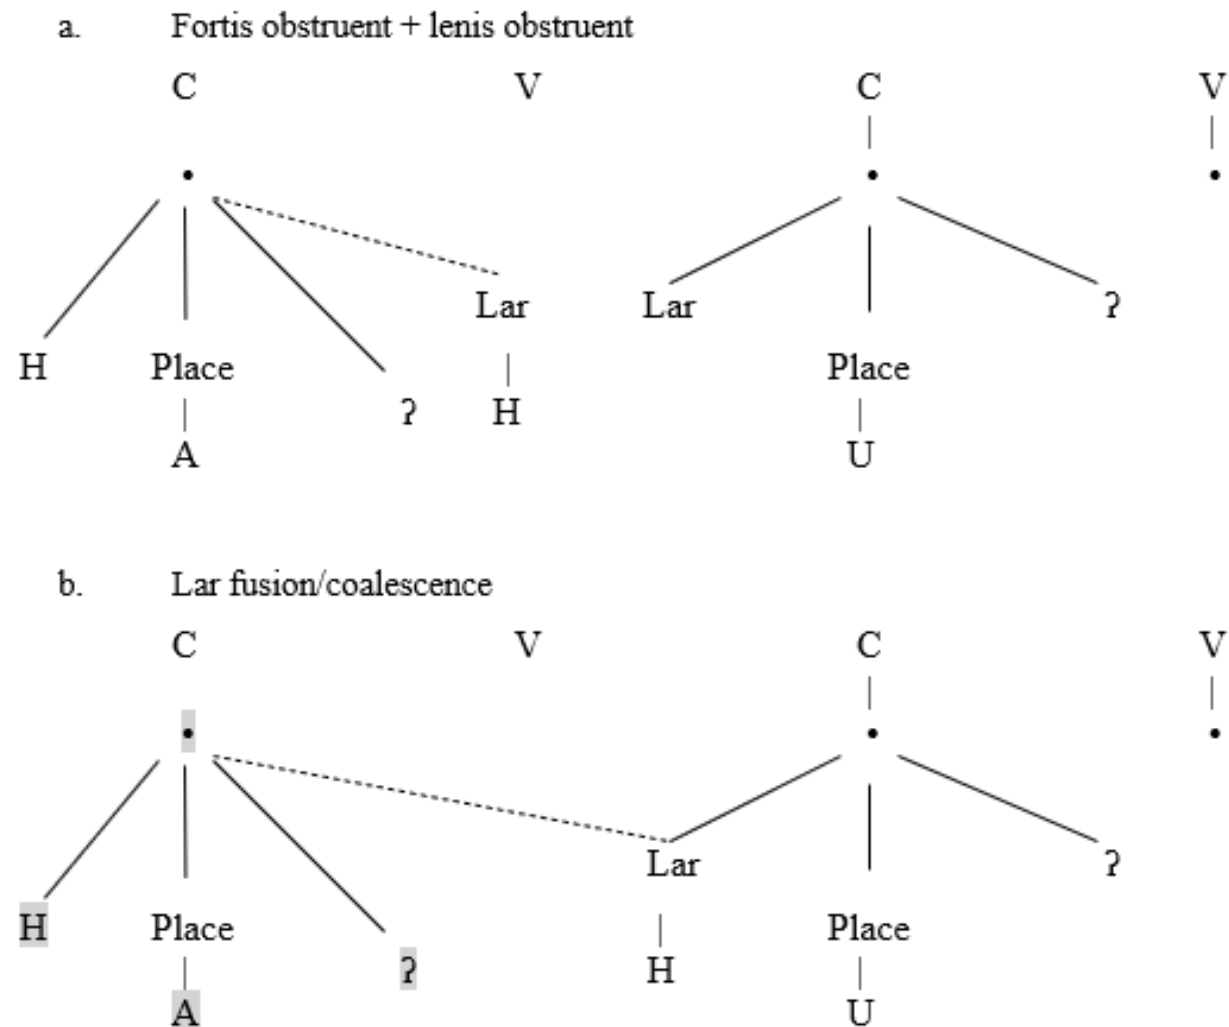 a. Fortis obstruent + lenis obstruent
C V C V
• • •
Lar Lar ʔ
H Place Place
ʔ H
A U
b. Lar fusion/coalescence
C V C V
• • •
Lar ʔ
H Place Place
ʔ H
A U